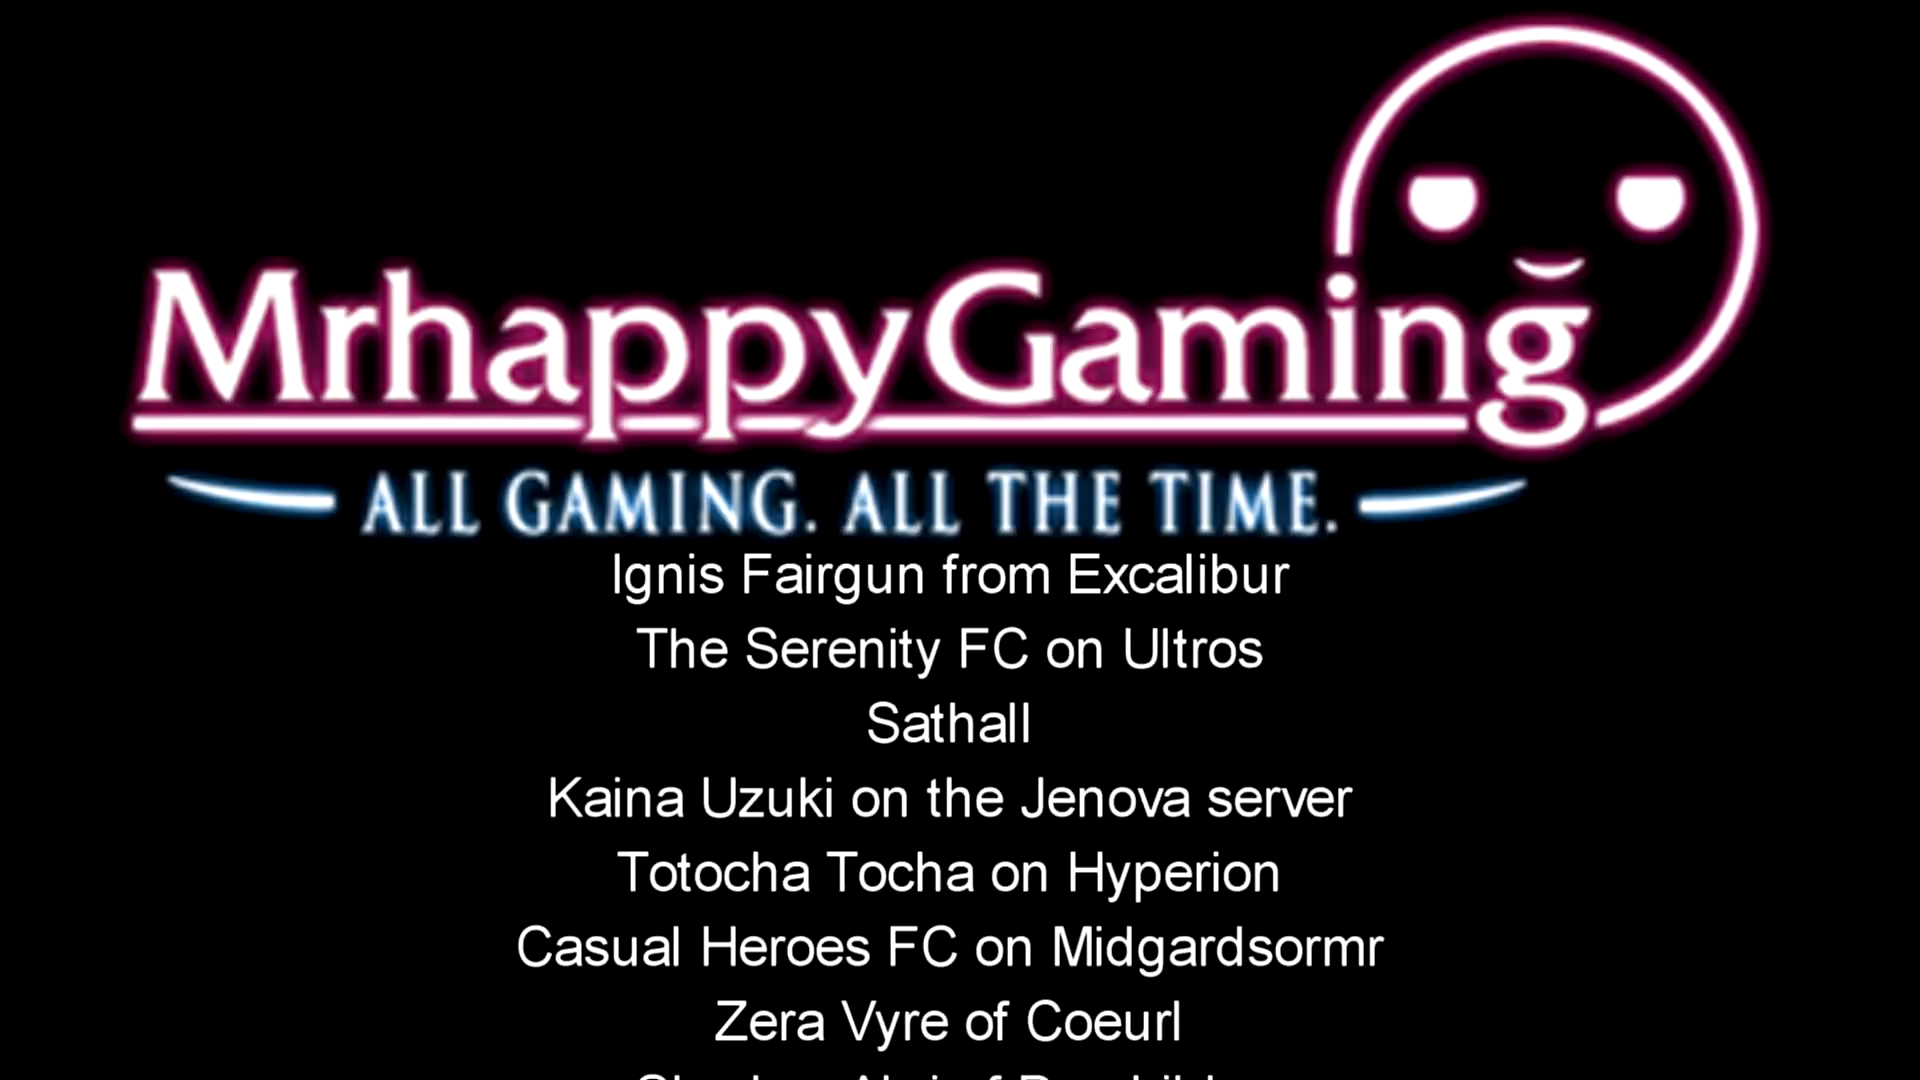 MrhappyGaming
ALL GAMING. ALL THE TIME.
Ignis Fairgun from Excalibur
The Serenity FC on Ultros
Sathall
Kaina Uzuki on the Jenova server
Totocha Tocha on Hyperion
Casual Heroes FC on Midgardsormr
Zera Vyre of Coeurl